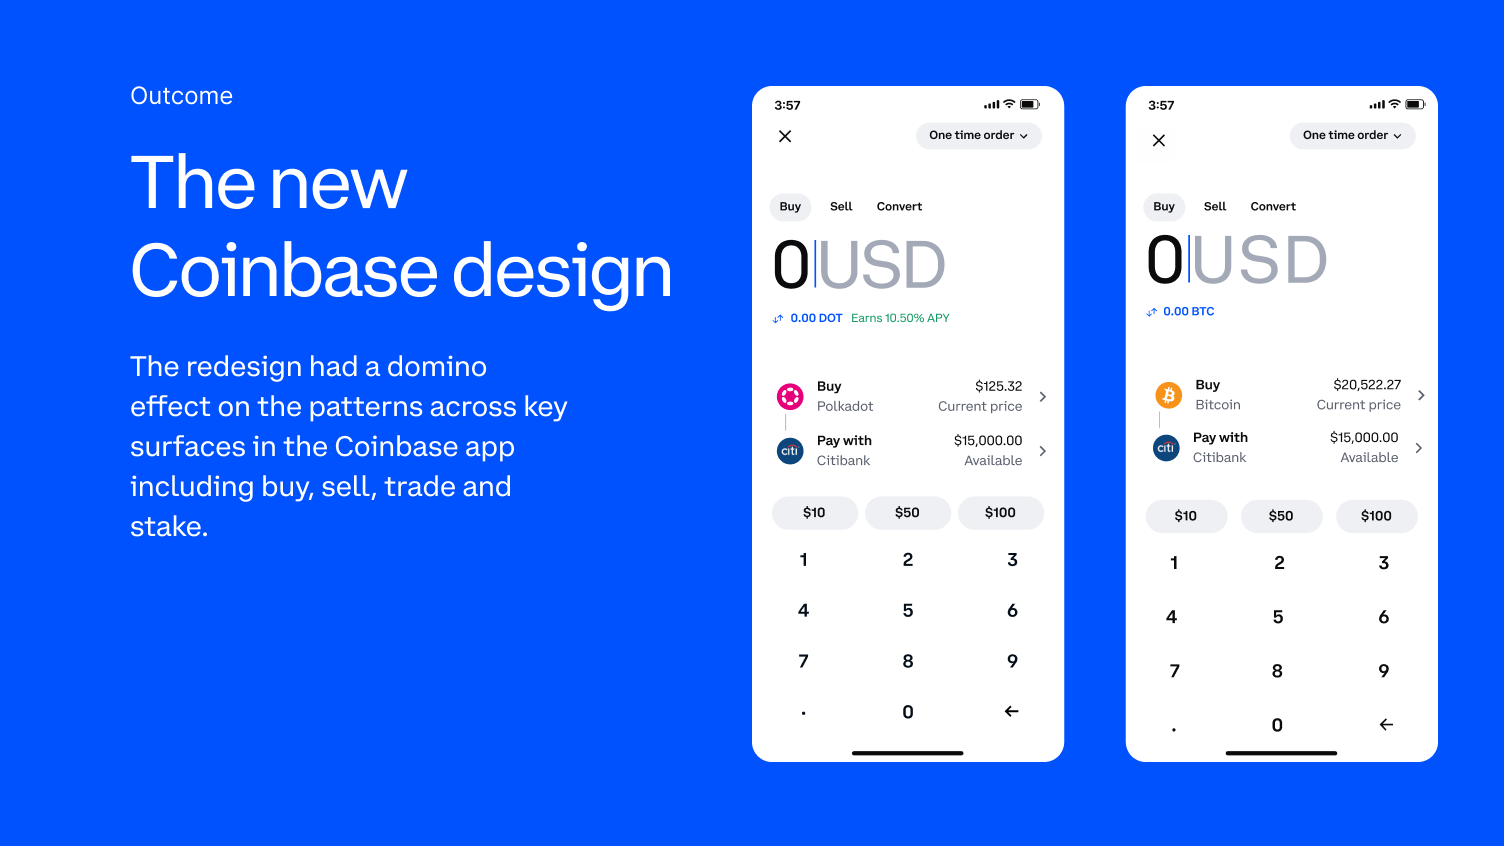 Outcome
The new
Coinbase design
The redesign had a domino
effect on the patterns across key
surfaces in the Coinbase app
including buy, sell, trade and
stake.
3:57
One time order
Buy Sell Convert
0 USD
0.00 DOT Earns 10.50% APY
Buy $125.32
Polkadot Current price
citi Pay with $15,000.00
Citibank Available
$10 $50 $100
1 2 3
4 5 6
7 8 9
. 0 ←
3:57
One time order
Buy Sell Convert
0 USD
0.00 BTC
Buy $20,522.27
Bitcoin Current price
citi Pay with $15,000.00
Citibank Available
$10 $50 $100
1 2 3
4 5 6
7 8 9
. 0 ←